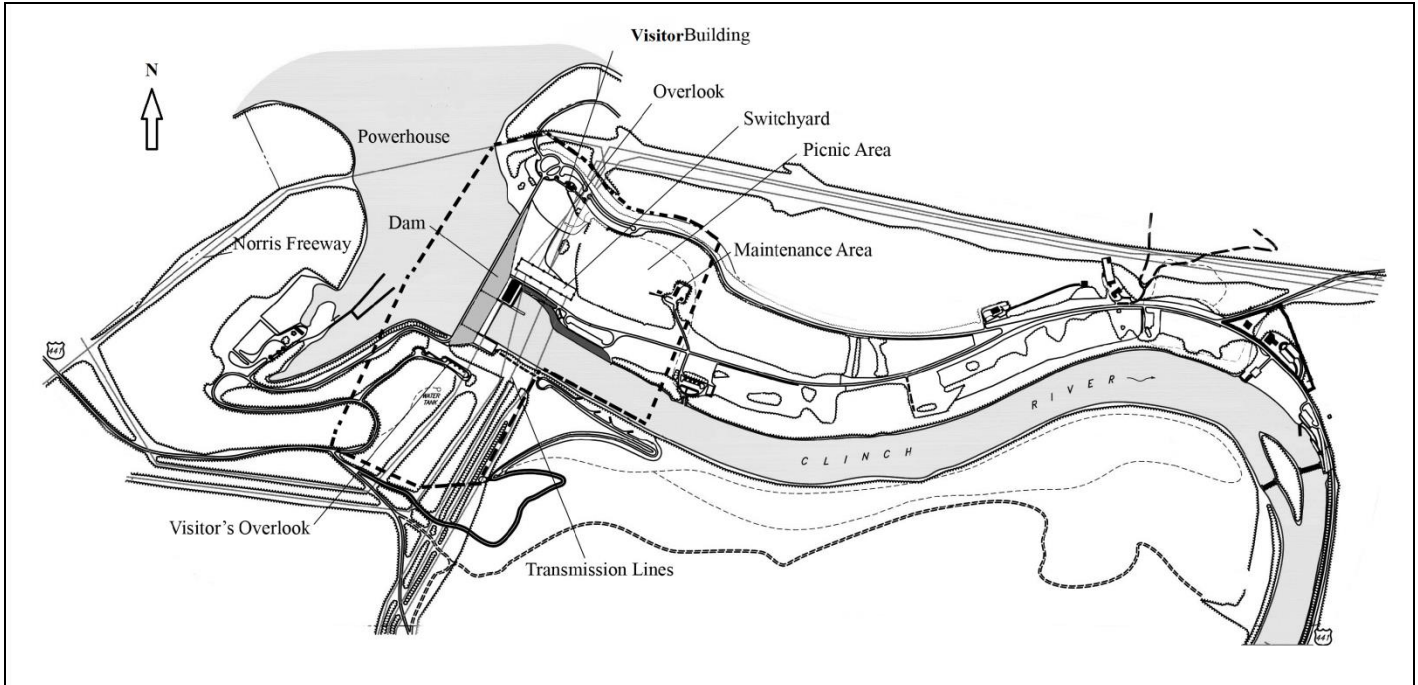 VisitorBuilding
N
Overlook
Switchyard
Powerhouse
Picnic Area
Dam
Norris Freeway
Maintenance Area
441
WATER
TANK
CLINCH RIVER
Visitor's Overlook
Transmission Lines
441